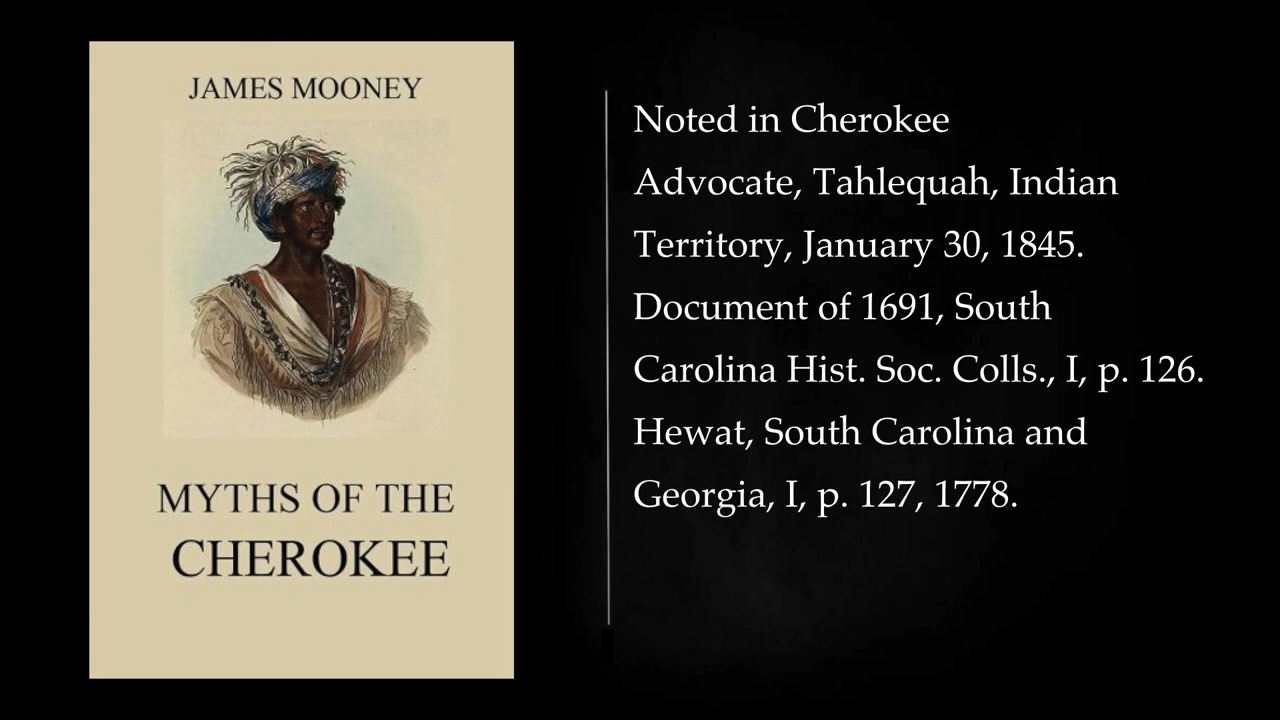 JAMES MOONEY
MYTHS OF THE
CHEROKEE
Noted in Cherokee
Advocate, Tahlequah, Indian
Territory, January 30, 1845.
Document of 1691, South
Carolina Hist. Soc. Colls., I, p. 126.
Hewat, South Carolina and
Georgia, I, p. 127, 1778.